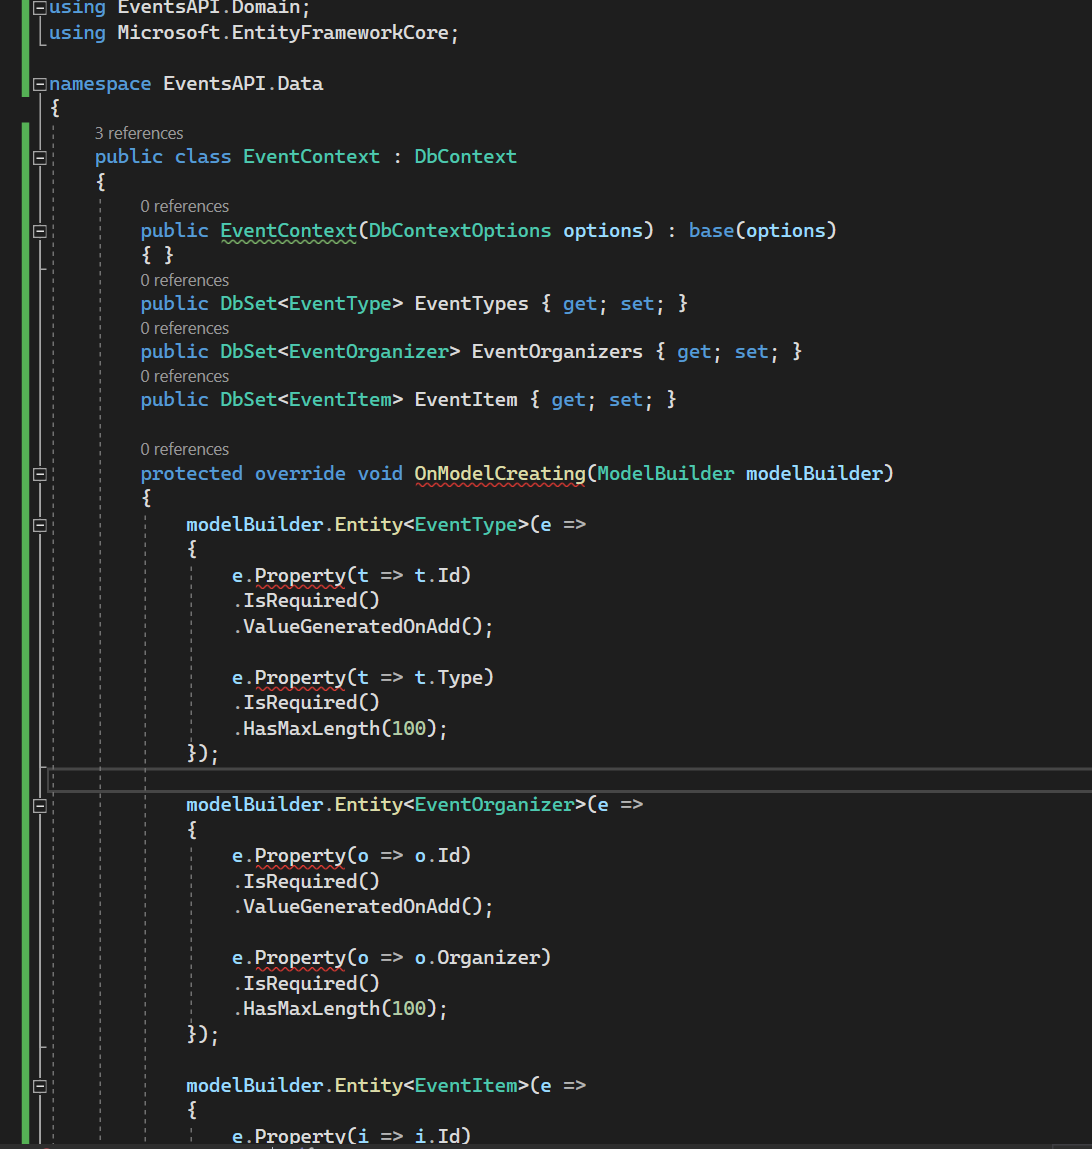 using EventsAPI.Domain;
using Microsoft.EntityFrameworkCore;
namespace EventsAPI.Data
{
3 references
public class EventContext : DbContext
{
0 references
public EventContext(DbContextOptions options) : base(options)
{ }
0 references
public DbSet<EventType> EventTypes { get; set; }
0 references
public DbSet<EventOrganizer> EventOrganizers { get; set; }
0 references
public DbSet<EventItem> EventItem { get; set; }
0 references
protected override void OnModelCreating(ModelBuilder modelBuilder)
{
modelBuilder.Entity<EventType>(e =>
{
e.Property(t => t.Id)
.IsRequired()
.ValueGeneratedOnAdd();
e.Property(t => t.Type)
.IsRequired()
.HasMaxLength(100);
});
modelBuilder.Entity<EventOrganizer>(e =>
{
e.Property(o => o.Id)
.IsRequired()
.ValueGeneratedOnAdd();
e.Property(o => o.Organizer)
.IsRequired()
.HasMaxLength(100);
});
modelBuilder.Entity<EventItem>(e =>
{
e.Property(i => i.Id)